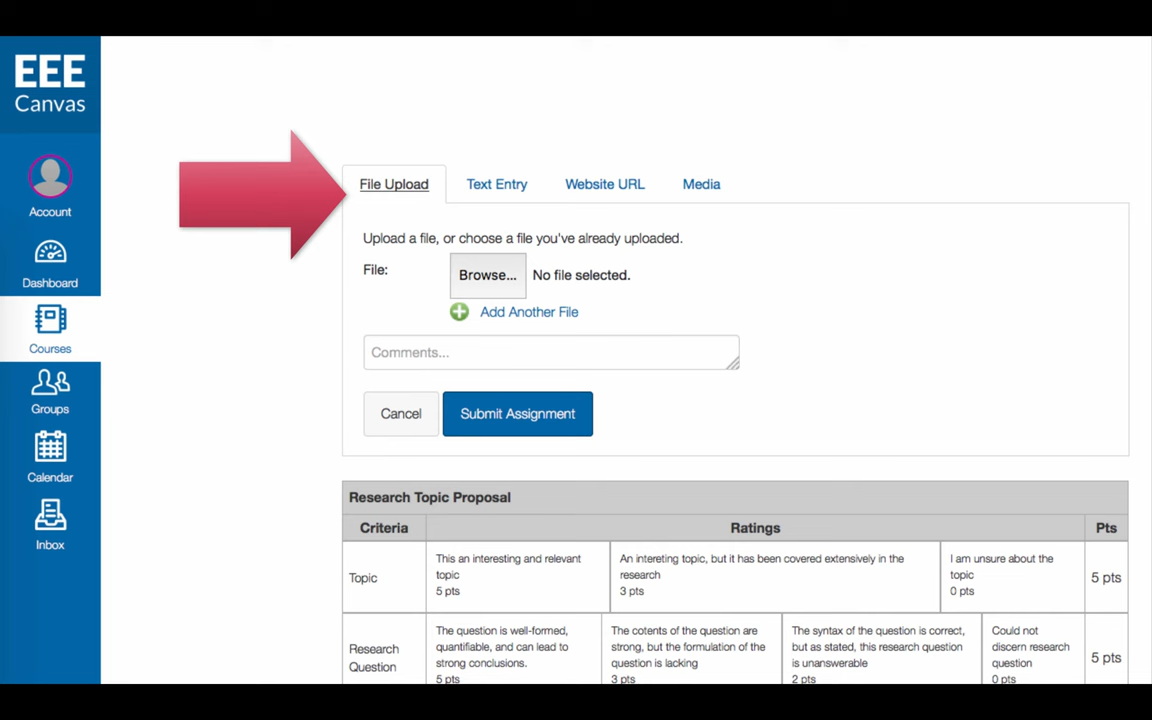 EEE
Canvas
Account
Dashboard
Courses
Groups
Calendar
Inbox
File Upload Text Entry Website URL Media
Upload a file, or choose a file you've already uploaded.
File: Browse... No file selected.
Add Another File
Comments...
Cancel Submit Assignment
Research Topic Proposal
Criteria Ratings Pts
Topic
This an interesting and relevant
topic
5 pts
An intereting topic, but it has been covered extensively in the
research
3 pts
I am unsure about the
topic
0 pts
5 pts
Research
Question
The question is well-formed,
quantifiable, and can lead to
strong conclusions.
5 pts
The cotents of the question are
strong, but the formulation of the
question is lacking
3 pts
The syntax of the question is correct,
but as stated, this research question
is unanswerable
2 pts
Could not
discern research
question
0 pts
5 pts